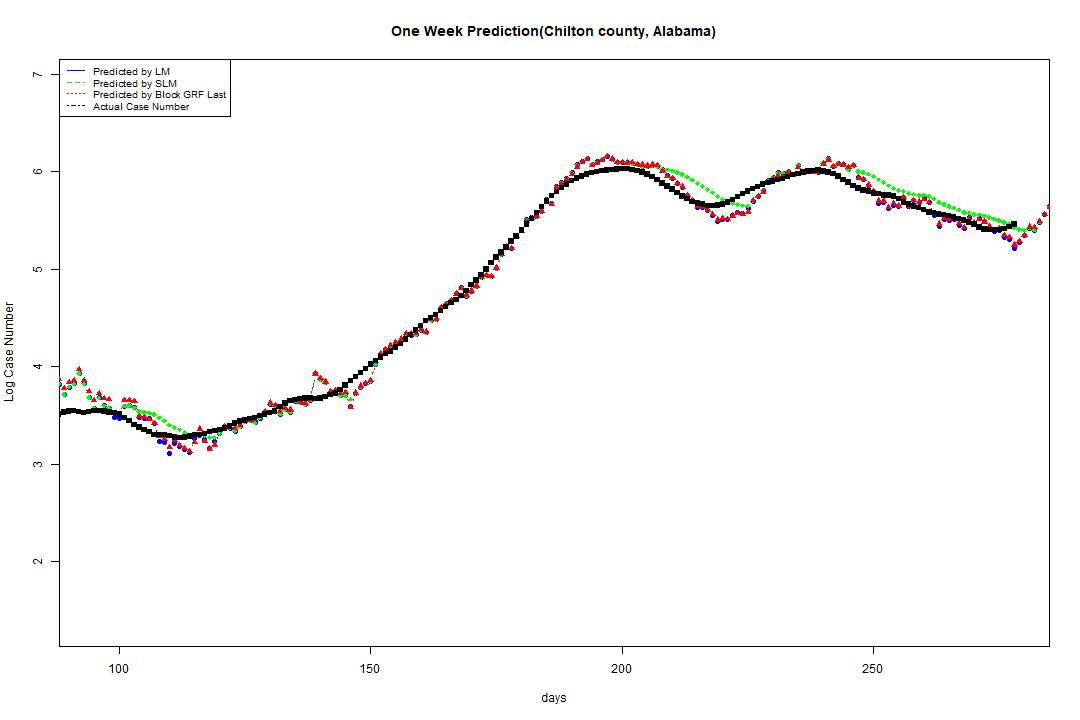 One Week Prediction(Chilton county, Alabama)
Predicted by LM
Predicted by SLM
Predicted by Block GRF Last
Actual Case Number
7
6
5
4
3
2
Log Case Number
100 150 200 250
days